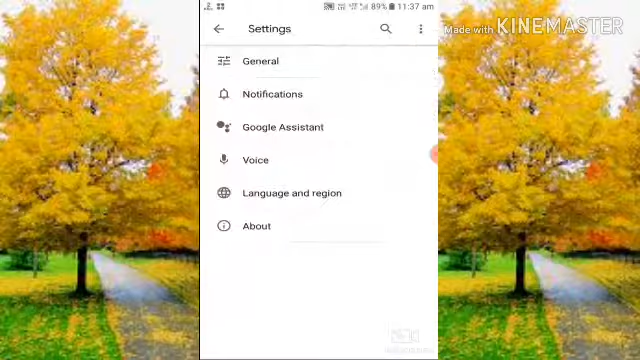 89% 11:37 am
Settings
Made with KINEMASTER
General
Notifications
Google Assistant
Voice
Language and region
About